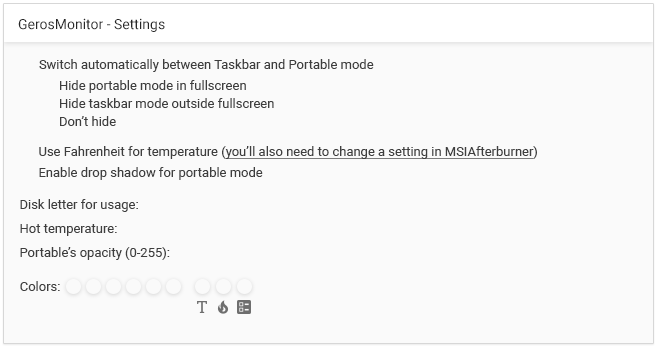 GerosMonitor - Settings
Switch automatically between Taskbar and Portable mode
Hide portable mode in fullscreen
Hide taskbar mode outside fullscreen
Don't hide
Use Fahrenheit for temperature (you'll also need to change a setting in MSIAfterburner)
Enable drop shadow for portable mode
Disk letter for usage:
Hot temperature:
Portable's opacity (0-255):
Colors:
T